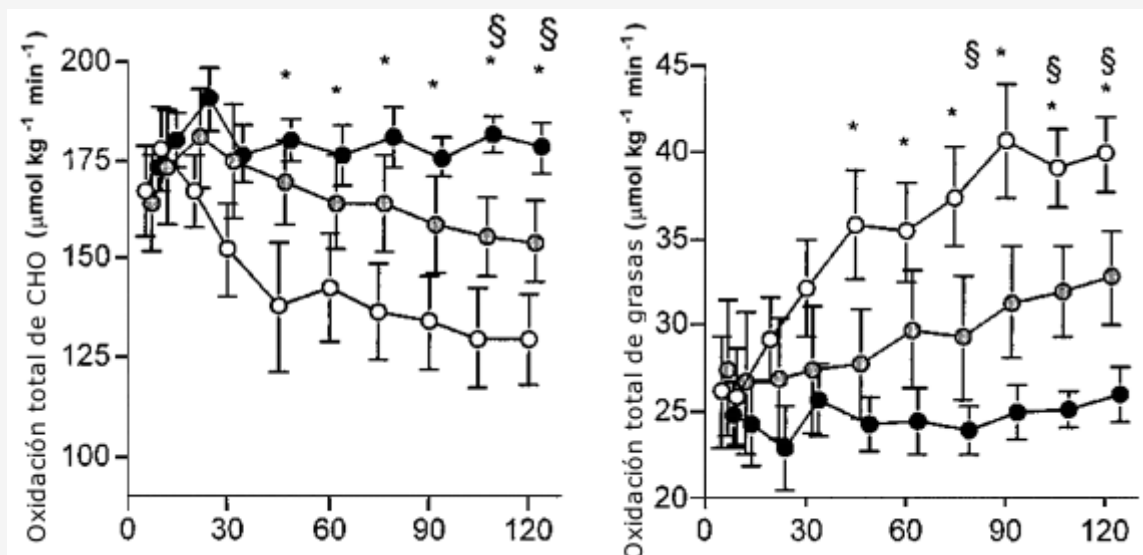 Oxidación total de CHO (μmol kg⁻¹ min⁻¹)
200
175
150
125
100
0 30 60 90 120
* * * * * *
§ §
Oxidación total de grasas (μmol kg⁻¹ min⁻¹)
45
40
35
30
25
20
0 30 60 90 120
* * * * * *
§ § §